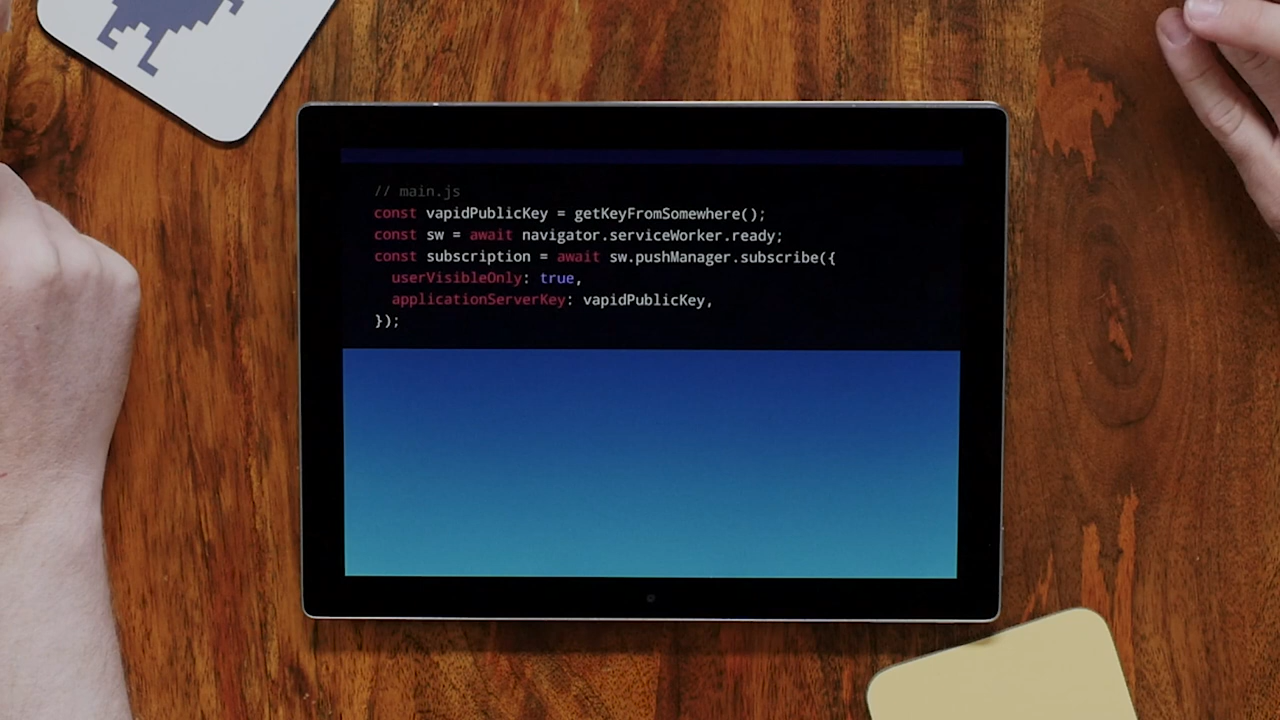 // main.js
const vapidPublicKey = getKeyFromSomewhere();
const sw = await navigator.serviceWorker.ready;
const subscription = await sw.pushManager.subscribe({
  userVisibleOnly: true,
  applicationServerKey: vapidPublicKey,
});